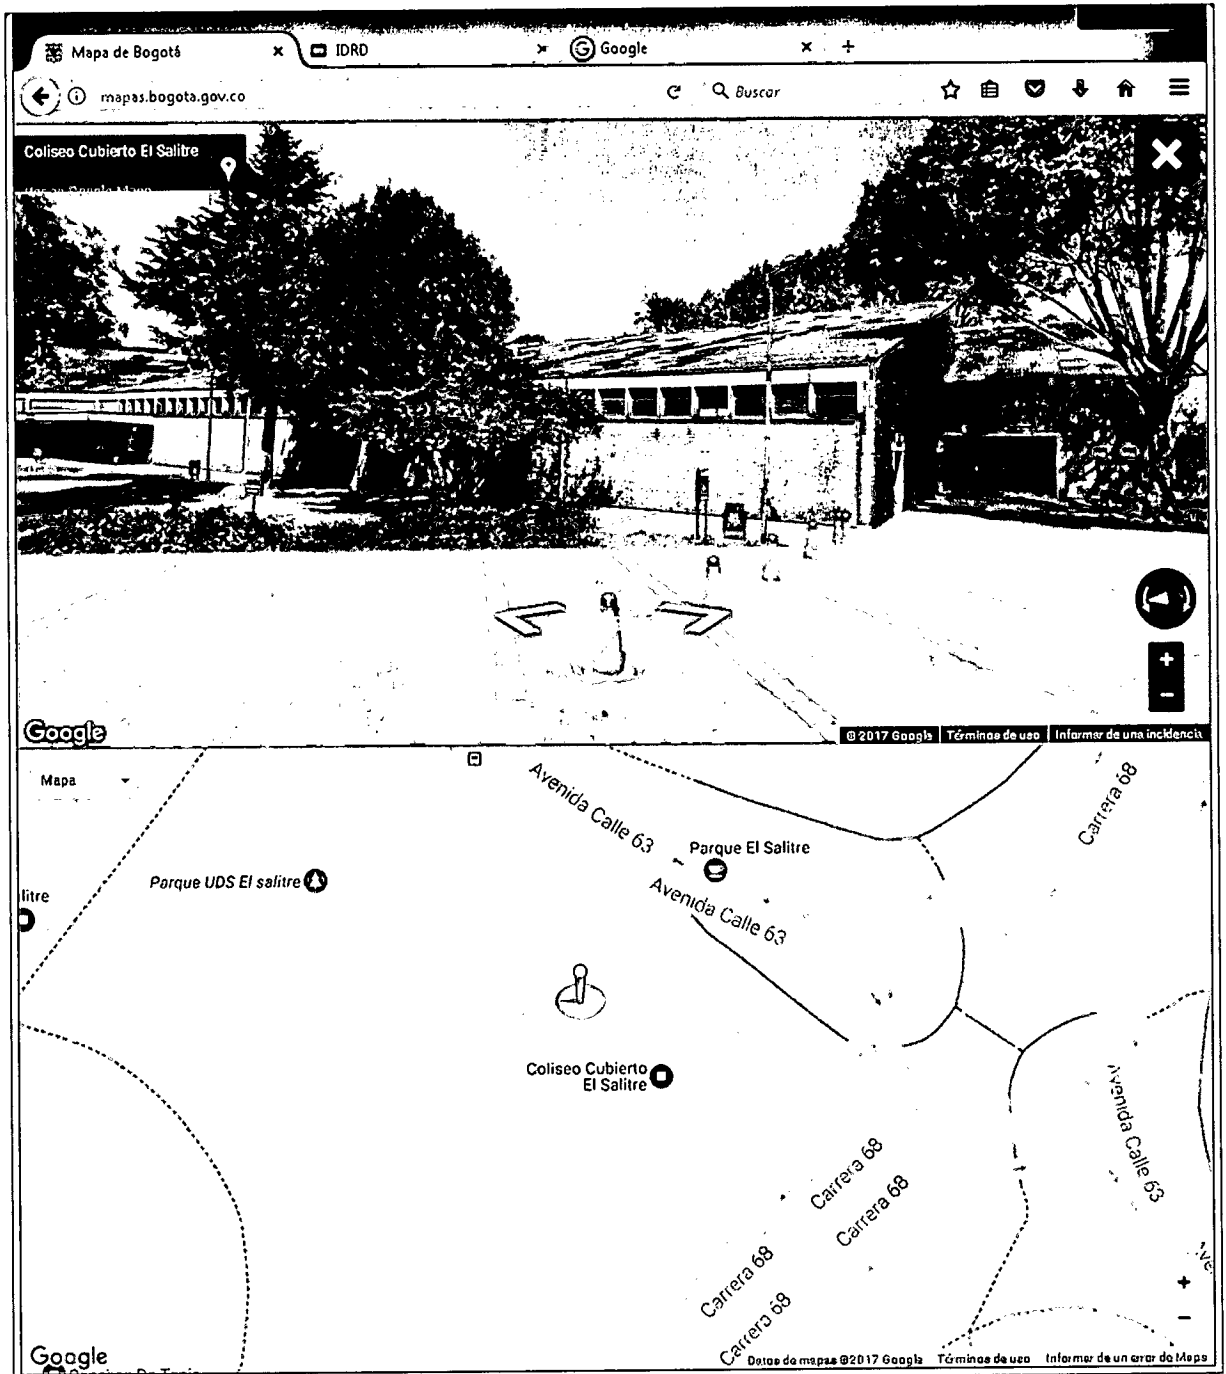 Mapa de Bogotá
IDRD
Google
mapas.bogota.gov.co
Buscar
Coliseo Cubierto El Salitre
Google
© 2017 Google
Términos de uso
Informar de una incidencia
Mapa
Avenida Calle 63
Carrera 68
Parque El Salitre
Parque UDS El salitre
litre
Avenida Calle 63
Coliseo Cubierto
El Salitre
Avenida Calle 63
Carrera 68
Carrera 68
Carrera 68
Carrera 68
Ave
Google
Datos de mapas ©2017 Google
Términos de uso
Informar de un error de Maps